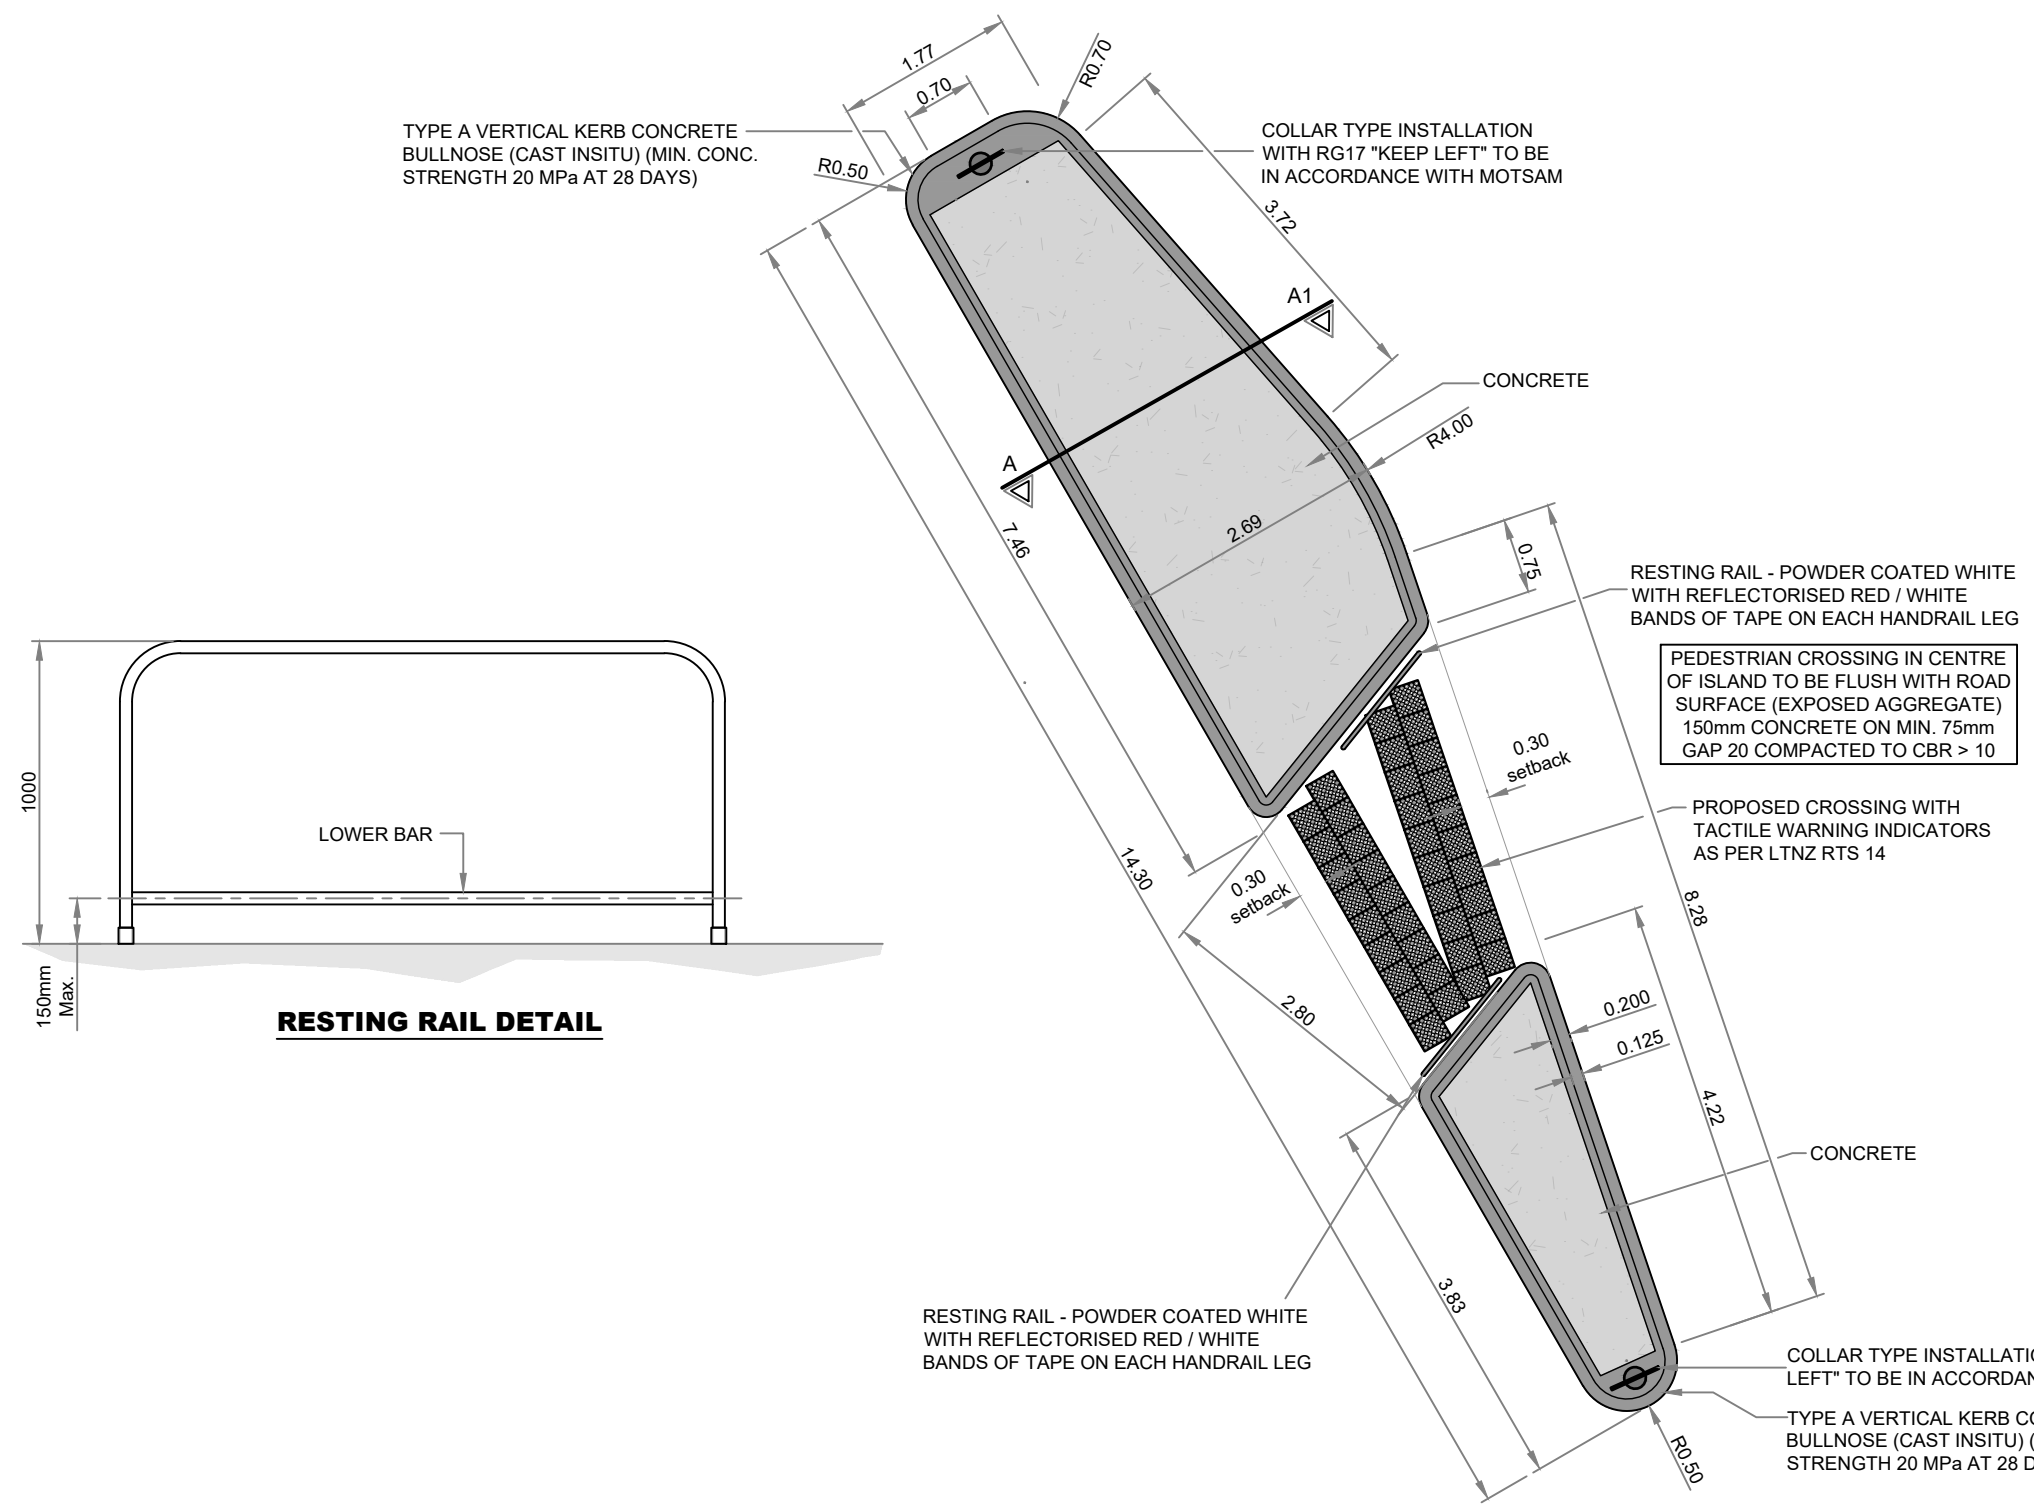 1.77
0.70
R0.70
TYPE A VERTICAL KERB CONCRETE
BULLNOSE (CAST INSITU) (MIN. CONC.
STRENGTH 20 MPa AT 28 DAYS)
R0.50
COLLAR TYPE INSTALLATION
WITH RG17 "KEEP LEFT" TO BE
IN ACCORDANCE WITH MOTSAM
3.72
A1
CONCRETE
R4.00
A
7.46
2.69
0.75
RESTING RAIL - POWDER COATED WHITE
WITH REFLECTORISED RED / WHITE
BANDS OF TAPE ON EACH HANDRAIL LEG
PEDESTRIAN CROSSING IN CENTRE
OF ISLAND TO BE FLUSH WITH ROAD
SURFACE (EXPOSED AGGREGATE)
150mm CONCRETE ON MIN. 75mm
GAP 20 COMPACTED TO CBR > 10
0.30
setback
PROPOSED CROSSING WITH
TACTILE WARNING INDICATORS
AS PER LTNZ RTS 14
1000
LOWER BAR
150mm
Max.
RESTING RAIL DETAIL
14.30
0.30
setback
8.28
2.80
0.200
0.125
4.22
CONCRETE
3.83
RESTING RAIL - POWDER COATED WHITE
WITH REFLECTORISED RED / WHITE
BANDS OF TAPE ON EACH HANDRAIL LEG
COLLAR TYPE
LEFT" TO BE IN
TYPE A VERTICAL KERB
BULLNOSE (CAST INSITU) (
STRENGTH 20 MPa AT 28
R0.50